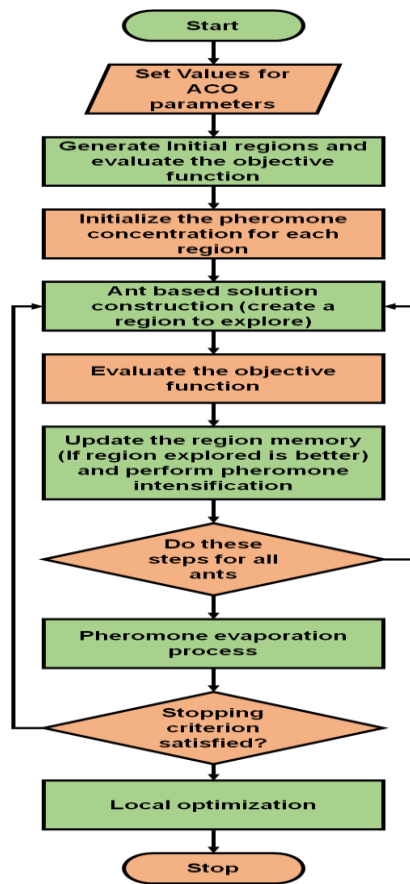 Start
Set Values for
ACO
parameters
Generate Initial regions and
evaluate the objective
function
Initialize the pheromone
concentration for each
region
Ant based solution
construction (create a
region to explore)
Evaluate the objective
function
Update the region memory
(If region explored is better)
and perform pheromone
intensification
Do these
steps for all
ants
Pheromone evaporation
process
Stopping
criterion
satisfied?
Local optimization
Stop